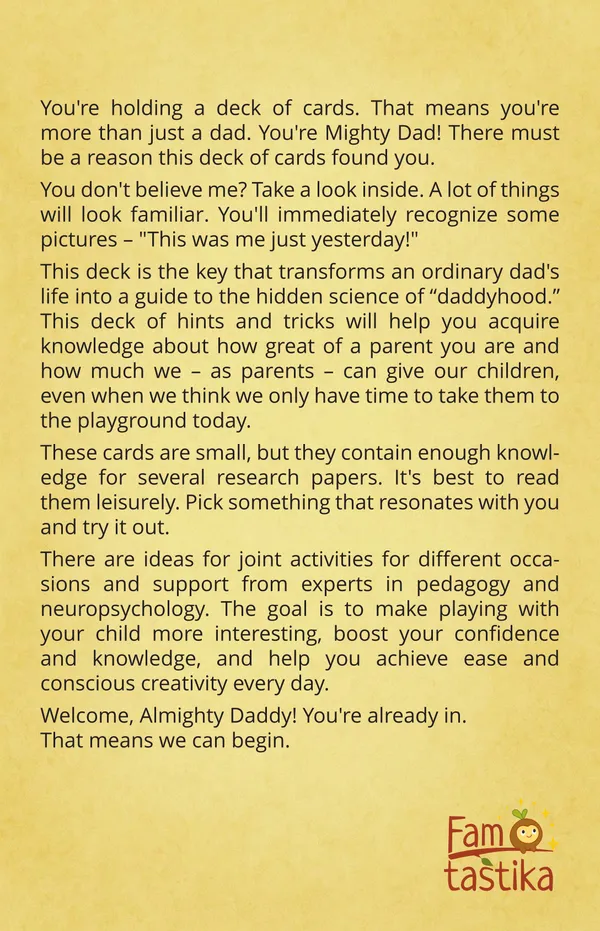 You're holding a deck of cards. That means you're
more than just a dad. You're Mighty Dad! There must
be a reason this deck of cards found you.
You don't believe me? Take a look inside. A lot of things
will look familiar. You'll immediately recognize some
pictures – "This was me just yesterday!"
This deck is the key that transforms an ordinary dad's
life into a guide to the hidden science of “daddyhood.”
This deck of hints and tricks will help you acquire
knowledge about how great of a parent you are and
how much we – as parents – can give our children,
even when we think we only have time to take them to
the playground today.
These cards are small, but they contain enough knowl-
edge for several research papers. It's best to read
them leisurely. Pick something that resonates with you
and try it out.
There are ideas for joint activities for different occa-
sions and support from experts in pedagogy and
neuropsychology. The goal is to make playing with
your child more interesting, boost your confidence
and knowledge, and help you achieve ease and
conscious creativity every day.
Welcome, Almighty Daddy! You're already in.
That means we can begin.
Fam
tastika